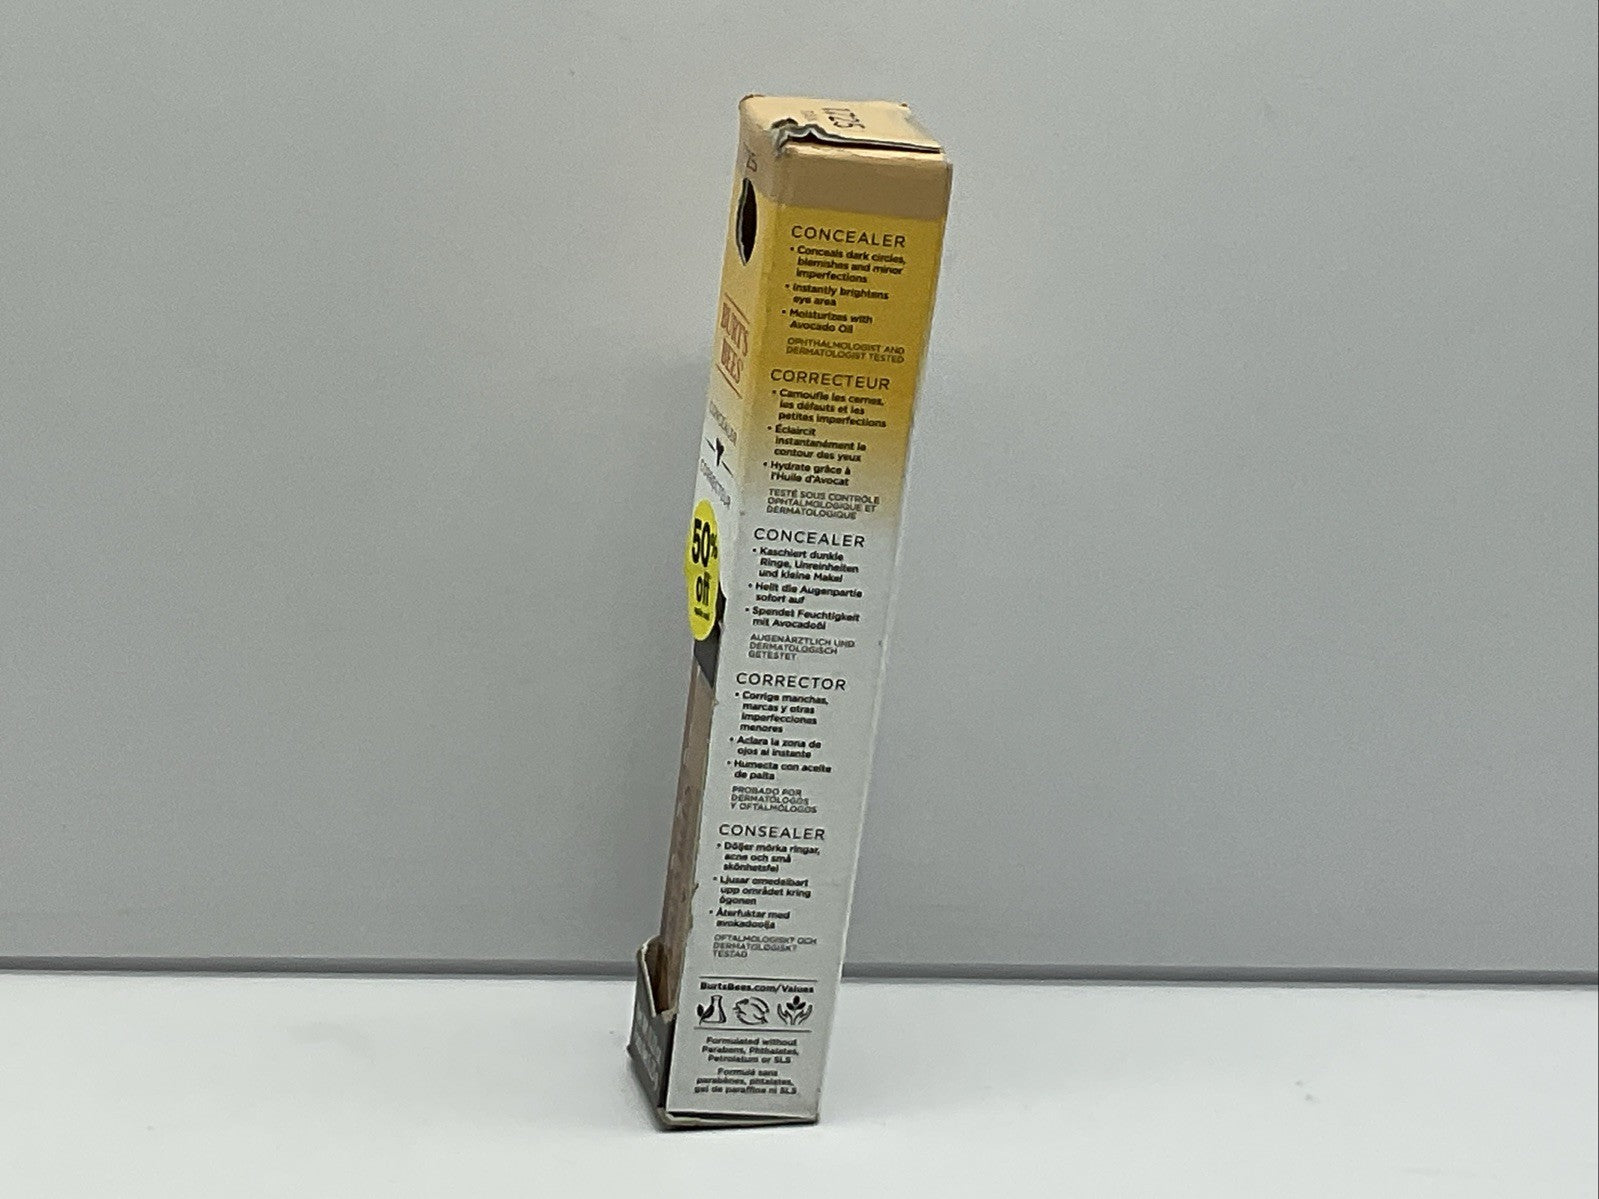 1725
25
BURT'S
BEES
CONCEALER
CORRECTEUR
50%
off
CONCEALER
• Conceals dark circles,
blemishes and minor
imperfections
• Instantly brightens
eye area
• Moisturizes with
Avocado Oil
OPHTHALMOLOGIST AND
DERMATOLOGIST TESTED
CORRECTEUR
• Camoufle les cernes,
les défauts et les
petites imperfections
• Éclaircit
instantanément le
contour des yeux
• Hydrate grâce à
l'Huile d'Avocat
TESTÉ SOUS CONTRÔLE
OPHTALMOLOGIQUE ET
DERMATOLOGIQUE
CONCEALER
• Kaschiert dunkle
Ringe, Unreinheiten
und kleine Makel
• Hellt die Augenpartie
sofort auf
• Spendet Feuchtigkeit
mit Avocadoöl
AUGENÄRZTLICH UND
DERMATOLOGISCH
GETESTET
CORRECTOR
• Corrige manchas,
marcas y otras
imperfecciones
menores
• Aclara la zona de
ojos al instante
• Humecta con aceite
de palta
PROBADO POR
DERMATÓLOGOS
Y OFTALMÓLOGOS
CONSEALER
• Döljer mörka ringar,
acne och små
skönhetsfel
• Ljusar omedelbart
upp området kring
ögonen
• Återfuktar med
avokadoolja
OFTALMOLOGISKT OCH
DERMATOLOGISKT
TESTAD
BurtsBees.com/Values
Formulated without
Parabens, Phthalates,
Petrolatum or SLS
Formulé sans
parabènes, phtalates,
gel de paraffine ni SLS